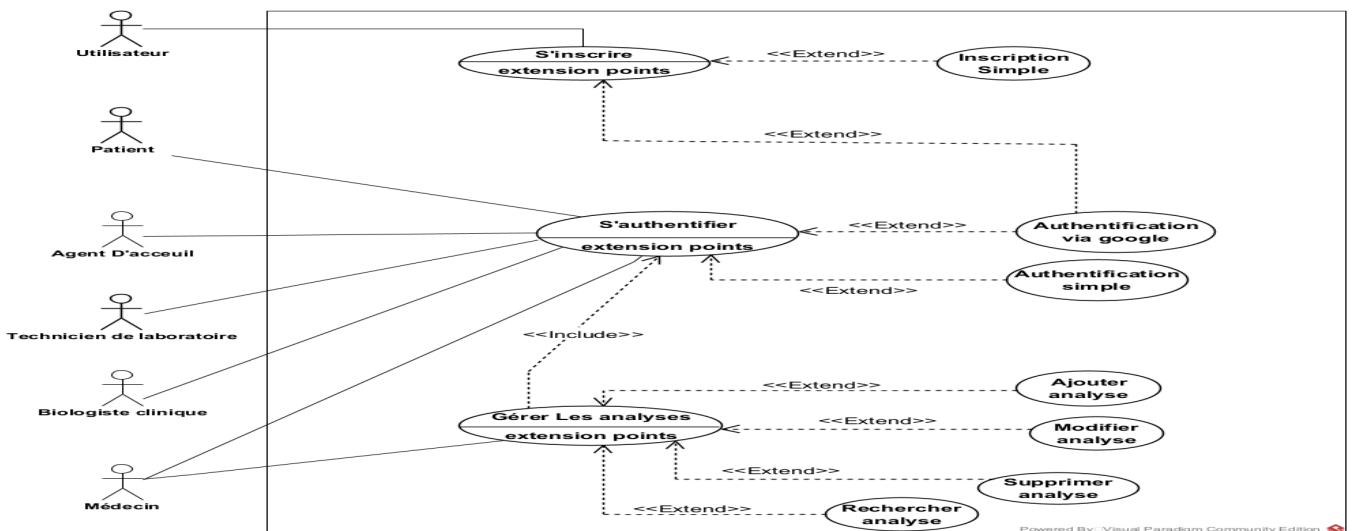 Utilisateur
S'inscrire
extension points
<<Extend>>
Inscription
Simple
Patient
<<Extend>>
Agent D'acceuil
S'authentifier
extension points
<<Extend>>
Authentification
via google
Authentification
simple
<<Extend>>
Technicien de laboratoire
<<Include>>
Biologiste clinique
Gérer Les analyses
extension points
<<Extend>>
Ajouter
analyse
<<Extend>>
Modifier
analyse
Médecin
<<Extend>>
Supprimer
analyse
<<Extend>>
Rechercher
analyse
Powered By: Visual Paradigm Community Edition